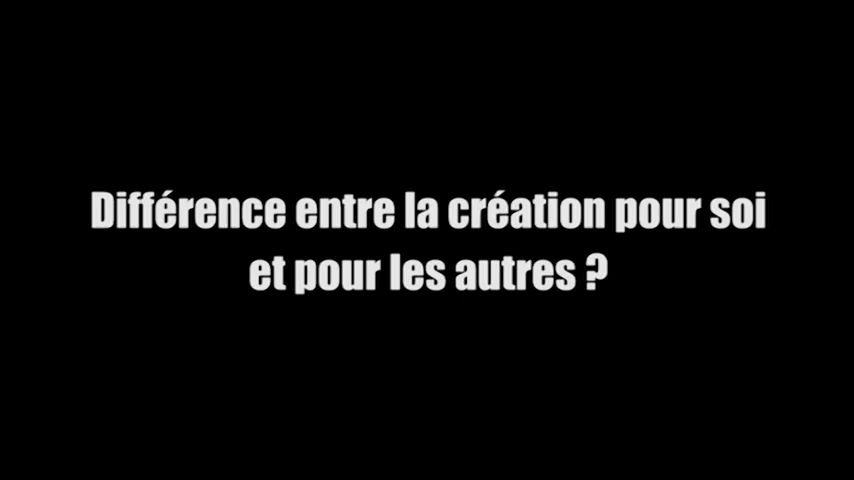 Différence entre la création pour soi
et pour les autres ?